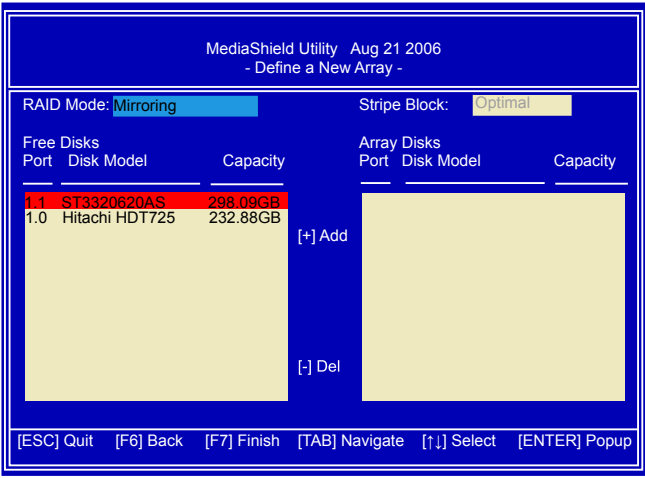 MediaShield Utility Aug 21 2006
- Define a New Array -
RAID Mode: Mirroring Stripe Block: Optimal
Free Disks Array Disks
Port Disk Model Capacity Port Disk Model Capacity
1.1 ST3320620AS 298.09GB
1.0 Hitachi HDT725 232.88GB
[+] Add
[-] Del
[ESC] Quit [F6] Back [F7] Finish [TAB] Navigate [↑↓] Select [ENTER] Popup